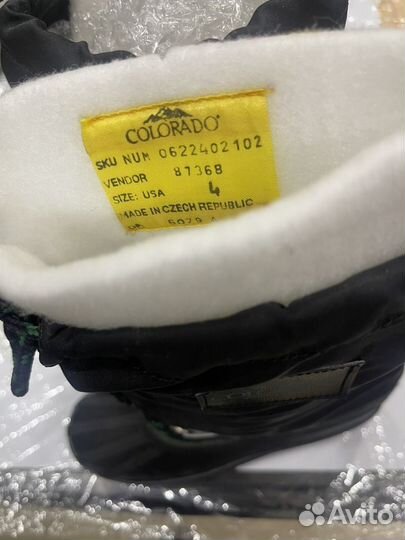 COLORADO
SKU NUM 0622402102
VENDOR 87368
SIZE: USA 4
MADE IN CZECH REPUBLIC
Avito